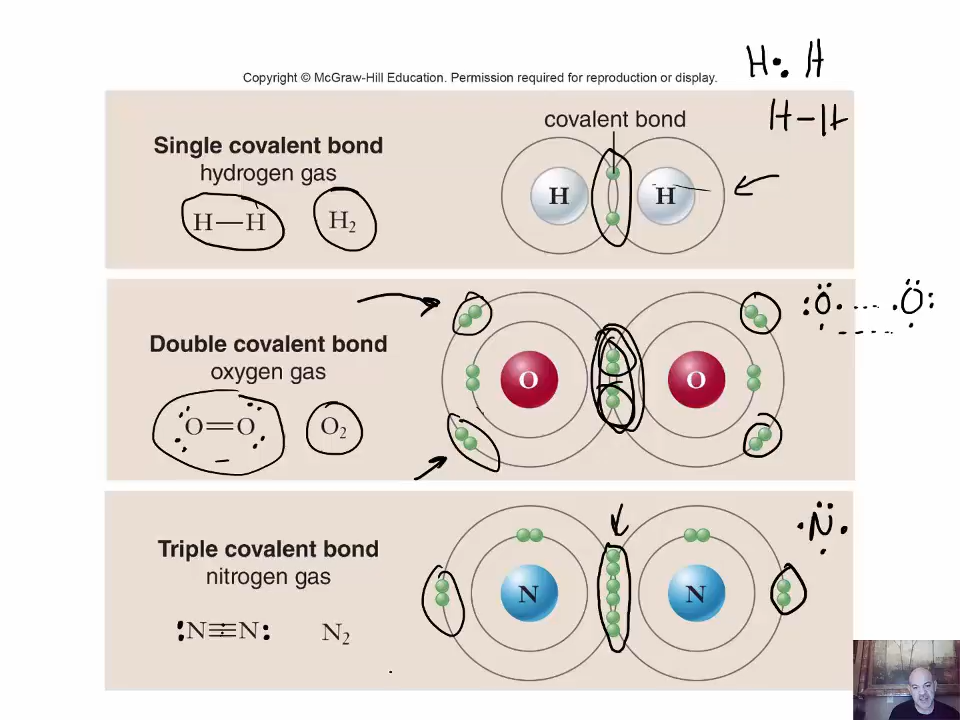 H• H
Copyright © McGraw-Hill Education. Permission required for reproduction or display.
H–H
covalent bond
Single covalent bond
hydrogen gas
H—H H₂
H H
:Ö· ---- ·Ö:
Double covalent bond
oxygen gas
O=O O₂
O O
·N̈·
Triple covalent bond
nitrogen gas
:N≡N: N₂
N N